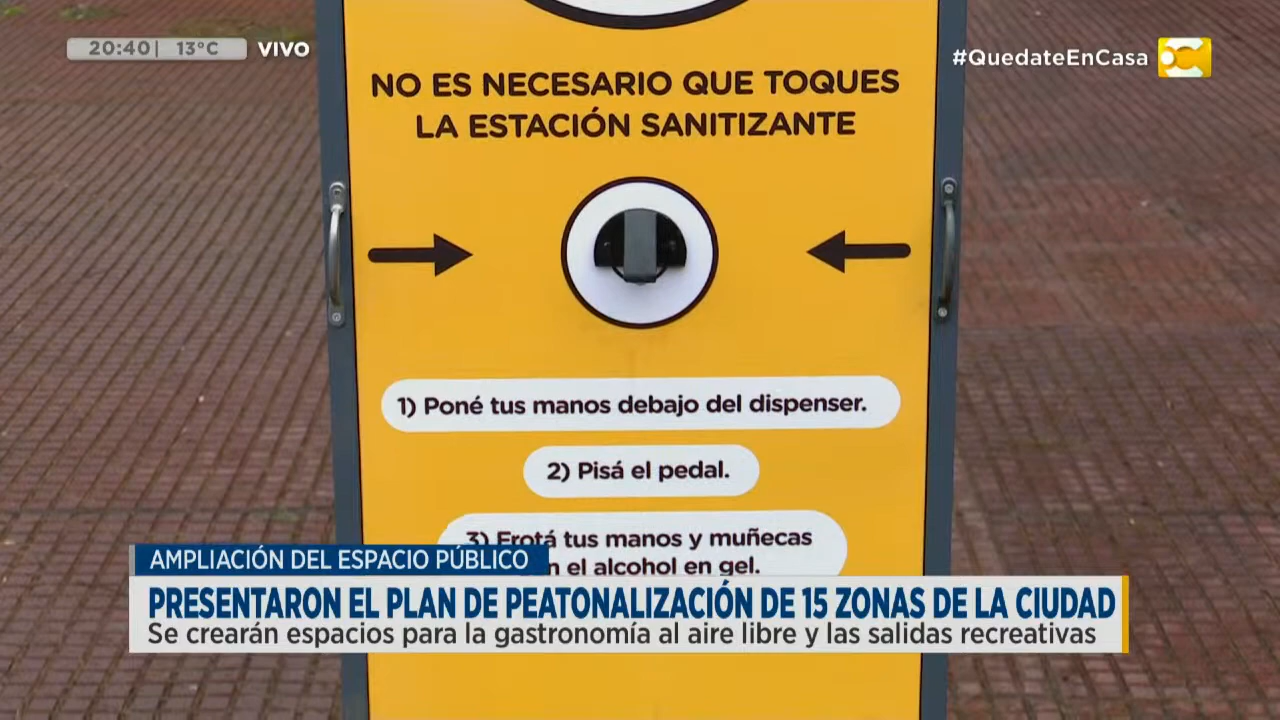 20:40| 13°C VIVO
#QuedateEnCasa
NO ES NECESARIO QUE TOQUES
LA ESTACIÓN SANITIZANTE
1) Poné tus manos debajo del dispenser.
2) Pisá el pedal.
3) Frotá tus manos y muñecas
n el alcohol en gel.
AMPLIACIÓN DEL ESPACIO PÚBLICO
PRESENTARON EL PLAN DE PEATONALIZACIÓN DE 15 ZONAS DE LA CIUDAD
Se crearán espacios para la gastronomía al aire libre y las salidas recreativas